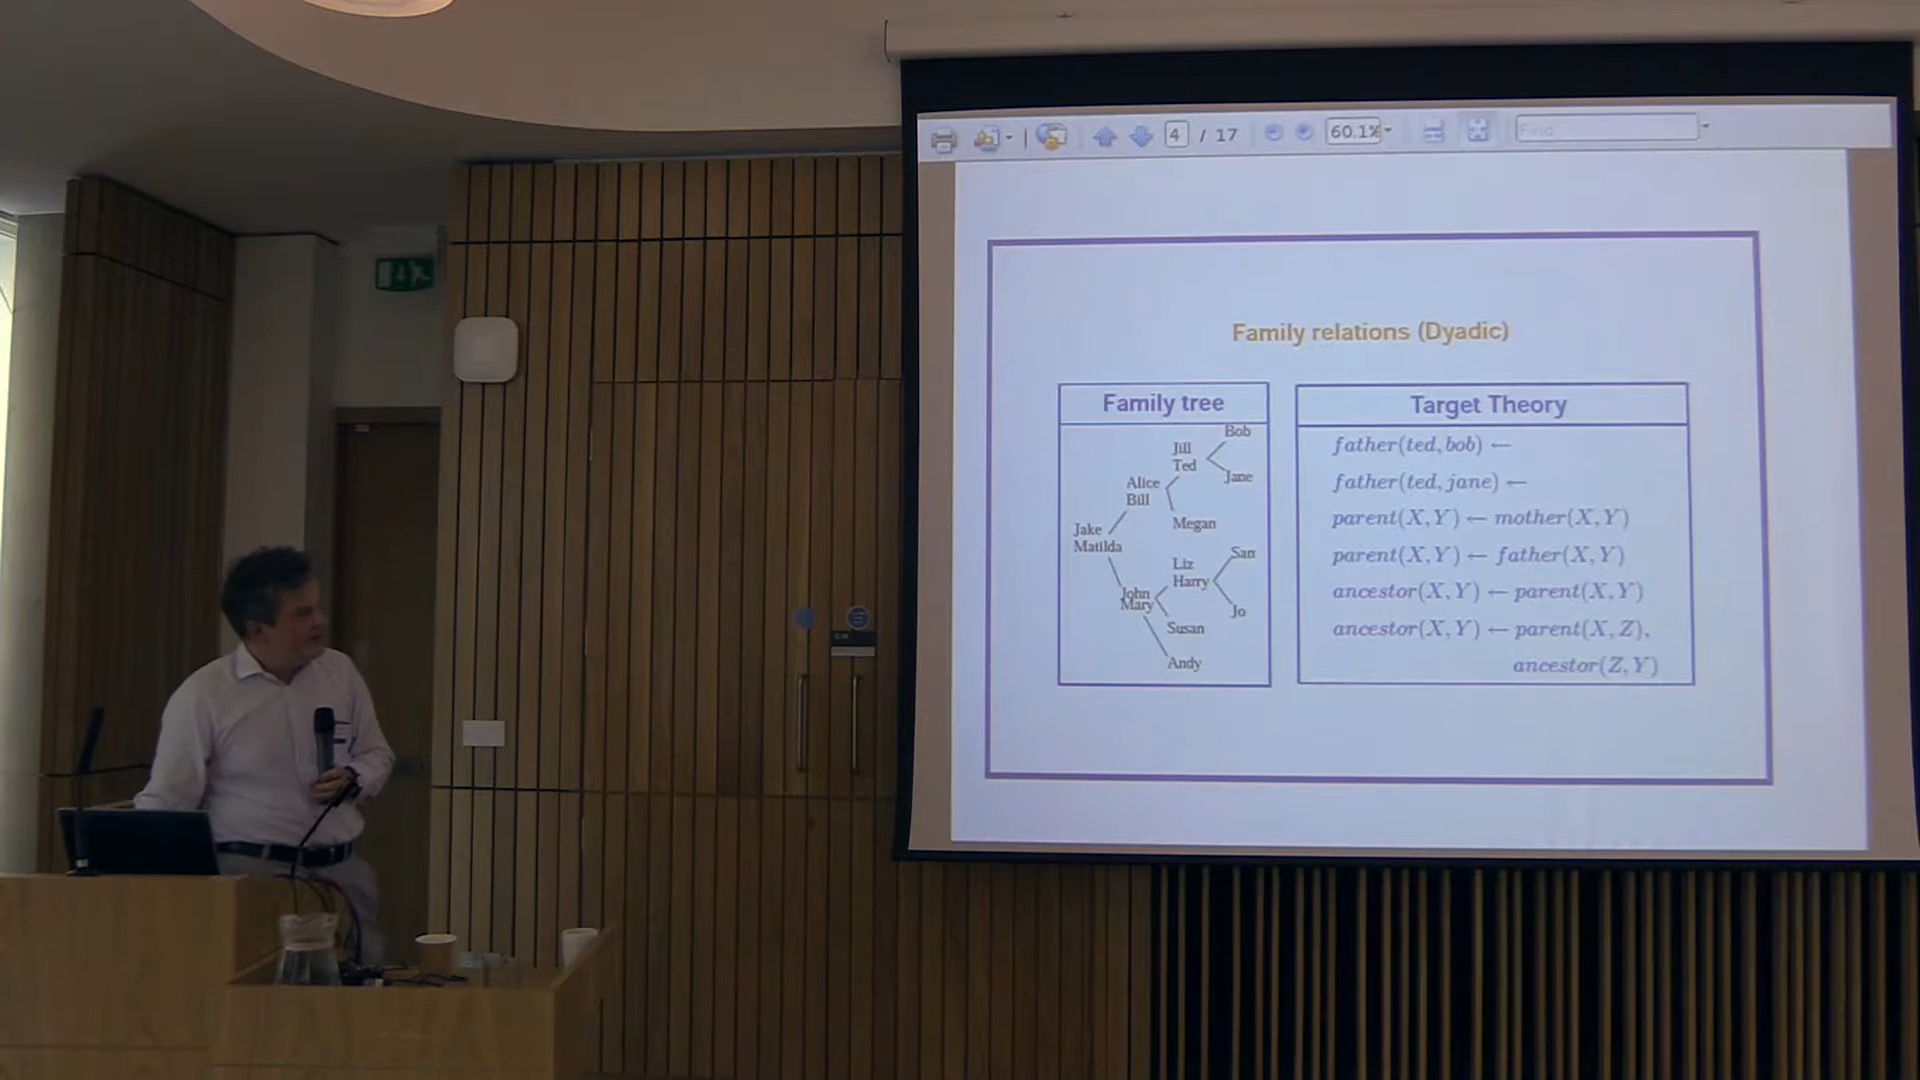 4 / 17 60.1% Find
Family relations (Dyadic)
Family tree
Bob
Jill
Ted
Jane
Alice
Bill
Megan
Jake
Matilda
Sam
Liz
Harry
John
Mary
Jo
Susan
Andy
Target Theory
father(ted, bob) ←
father(ted, jane) ←
parent(X, Y) ← mother(X, Y)
parent(X, Y) ← father(X, Y)
ancestor(X, Y) ← parent(X, Y)
ancestor(X, Y) ← parent(X, Z),
ancestor(Z, Y)